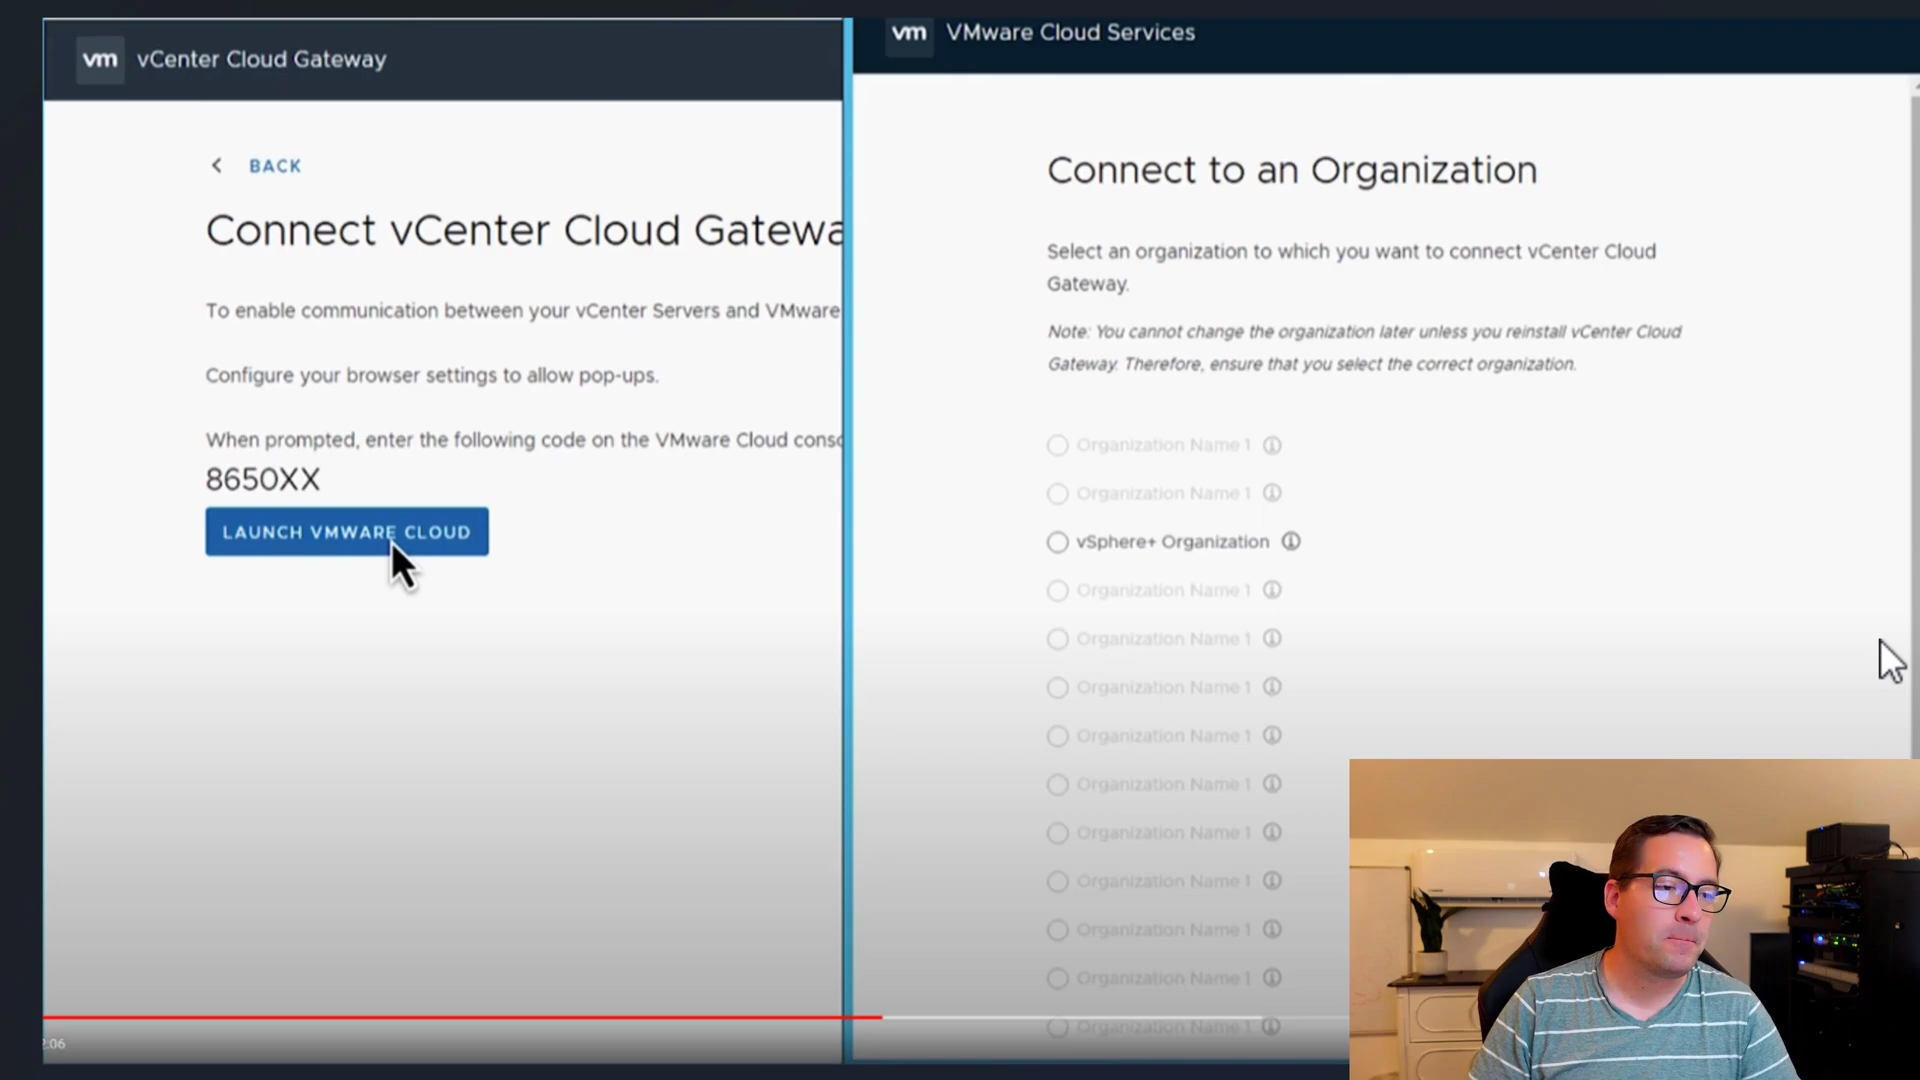 vm vCenter Cloud Gateway
BACK
Connect vCenter Cloud Gatewa
To enable communication between your vCenter Servers and VMware
Configure your browser settings to allow pop-ups.
When prompted, enter the following code on the VMware Cloud conso
8650XX
LAUNCH VMWARE CLOUD
2:06
vm VMware Cloud Services
Connect to an Organization
Select an organization to which you want to connect vCenter Cloud
Gateway.
Note: You cannot change the organization later unless you reinstall vCenter Cloud
Gateway. Therefore, ensure that you select the correct organization.
Organization Name 1
Organization Name 1
vSphere+ Organization
Organization Name 1
Organization Name 1
Organization Name 1
Organization Name 1
Organization Name 1
Organization Name 1
Organization Name 1
Organization Name 1
Organization Name 1
Organization Name 1